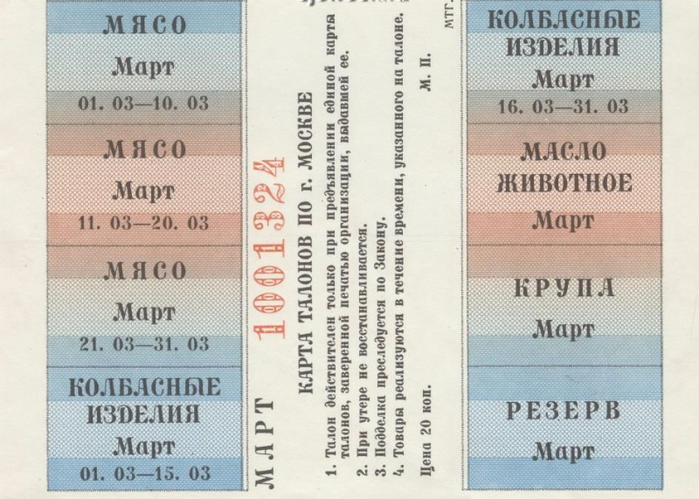 МЯСО
Март
01. 03—10. 03
МЯСО
Март
11. 03—20. 03
МЯСО
Март
21. 03—31. 03
КОЛБАСНЫЕ
ИЗДЕЛИЯ
Март
01. 03—15. 03
МАРТ
1001324
КАРТА ТАЛОНОВ ПО г. МОСКВЕ
1. Талон действителен только при предъявлении единой карты
талонов, заверенной печатью организации, выдавшей ее.
2. При утере не восстанавливается.
3. Подделка преследуется по Закону.
4. Товары реализуются в течение времени, указанного на талоне.
Цена 20 коп.
М. П.
МТГ.
КОЛБАСНЫЕ
ИЗДЕЛИЯ
Март
16. 03—31. 03
МАСЛО
ЖИВОТНОЕ
Март
КРУПА
Март
РЕЗЕРВ
Март